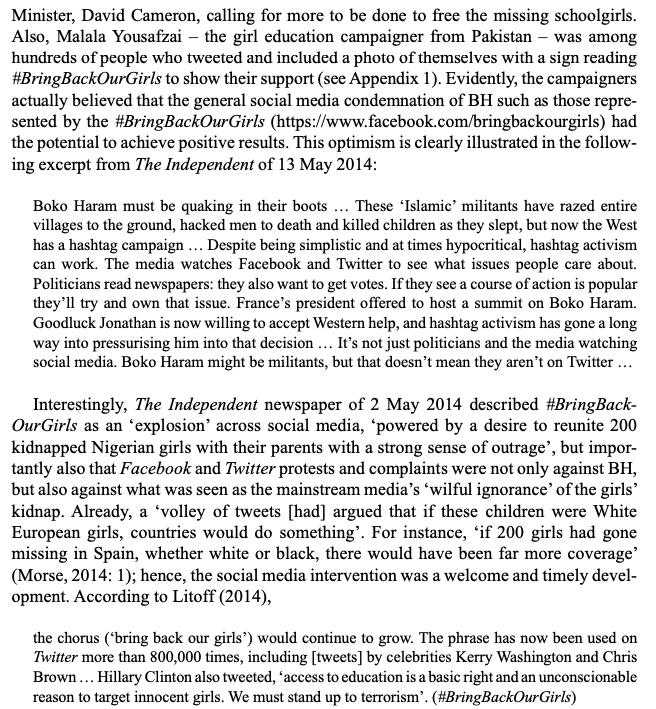 Minister, David Cameron, calling for more to be done to free the missing schoolgirls.
Also, Malala Yousafzai – the girl education campaigner from Pakistan – was among
hundreds of people who tweeted and included a photo of themselves with a sign reading
#BringBackOurGirls to show their support (see Appendix 1). Evidently, the campaigners
actually believed that the general social media condemnation of BH such as those repre-
sented by the #BringBackOurGirls (https://www.facebook.com/bringbackourgirls) had
the potential to achieve positive results. This optimism is clearly illustrated in the follow-
ing excerpt from The Independent of 13 May 2014:
Boko Haram must be quaking in their boots … These ‘Islamic’ militants have razed entire
villages to the ground, hacked men to death and killed children as they slept, but now the West
has a hashtag campaign … Despite being simplistic and at times hypocritical, hashtag activism
can work. The media watches Facebook and Twitter to see what issues people care about.
Politicians read newspapers: they also want to get votes. If they see a course of action is popular
they’ll try and own that issue. France’s president offered to host a summit on Boko Haram.
Goodluck Jonathan is now willing to accept Western help, and hashtag activism has gone a long
way into pressurising him into that decision … It’s not just politicians and the media watching
social media. Boko Haram might be militants, but that doesn’t mean they aren’t on Twitter …
Interestingly, The Independent newspaper of 2 May 2014 described #BringBack-
OurGirls as an ‘explosion’ across social media, ‘powered by a desire to reunite 200
kidnapped Nigerian girls with their parents with a strong sense of outrage’, but impor-
tantly also that Facebook and Twitter protests and complaints were not only against BH,
but also against what was seen as the mainstream media’s ‘wilful ignorance’ of the girls’
kidnap. Already, a ‘volley of tweets [had] argued that if these children were White
European girls, countries would do something’. For instance, ‘if 200 girls had gone
missing in Spain, whether white or black, there would have been far more coverage’
(Morse, 2014: 1); hence, the social media intervention was a welcome and timely devel-
opment. According to Litoff (2014),
the chorus (‘bring back our girls’) would continue to grow. The phrase has now been used on
Twitter more than 800,000 times, including [tweets] by celebrities Kerry Washington and Chris
Brown … Hillary Clinton also tweeted, ‘access to education is a basic right and an unconscionable
reason to target innocent girls. We must stand up to terrorism’. (#BringBackOurGirls)